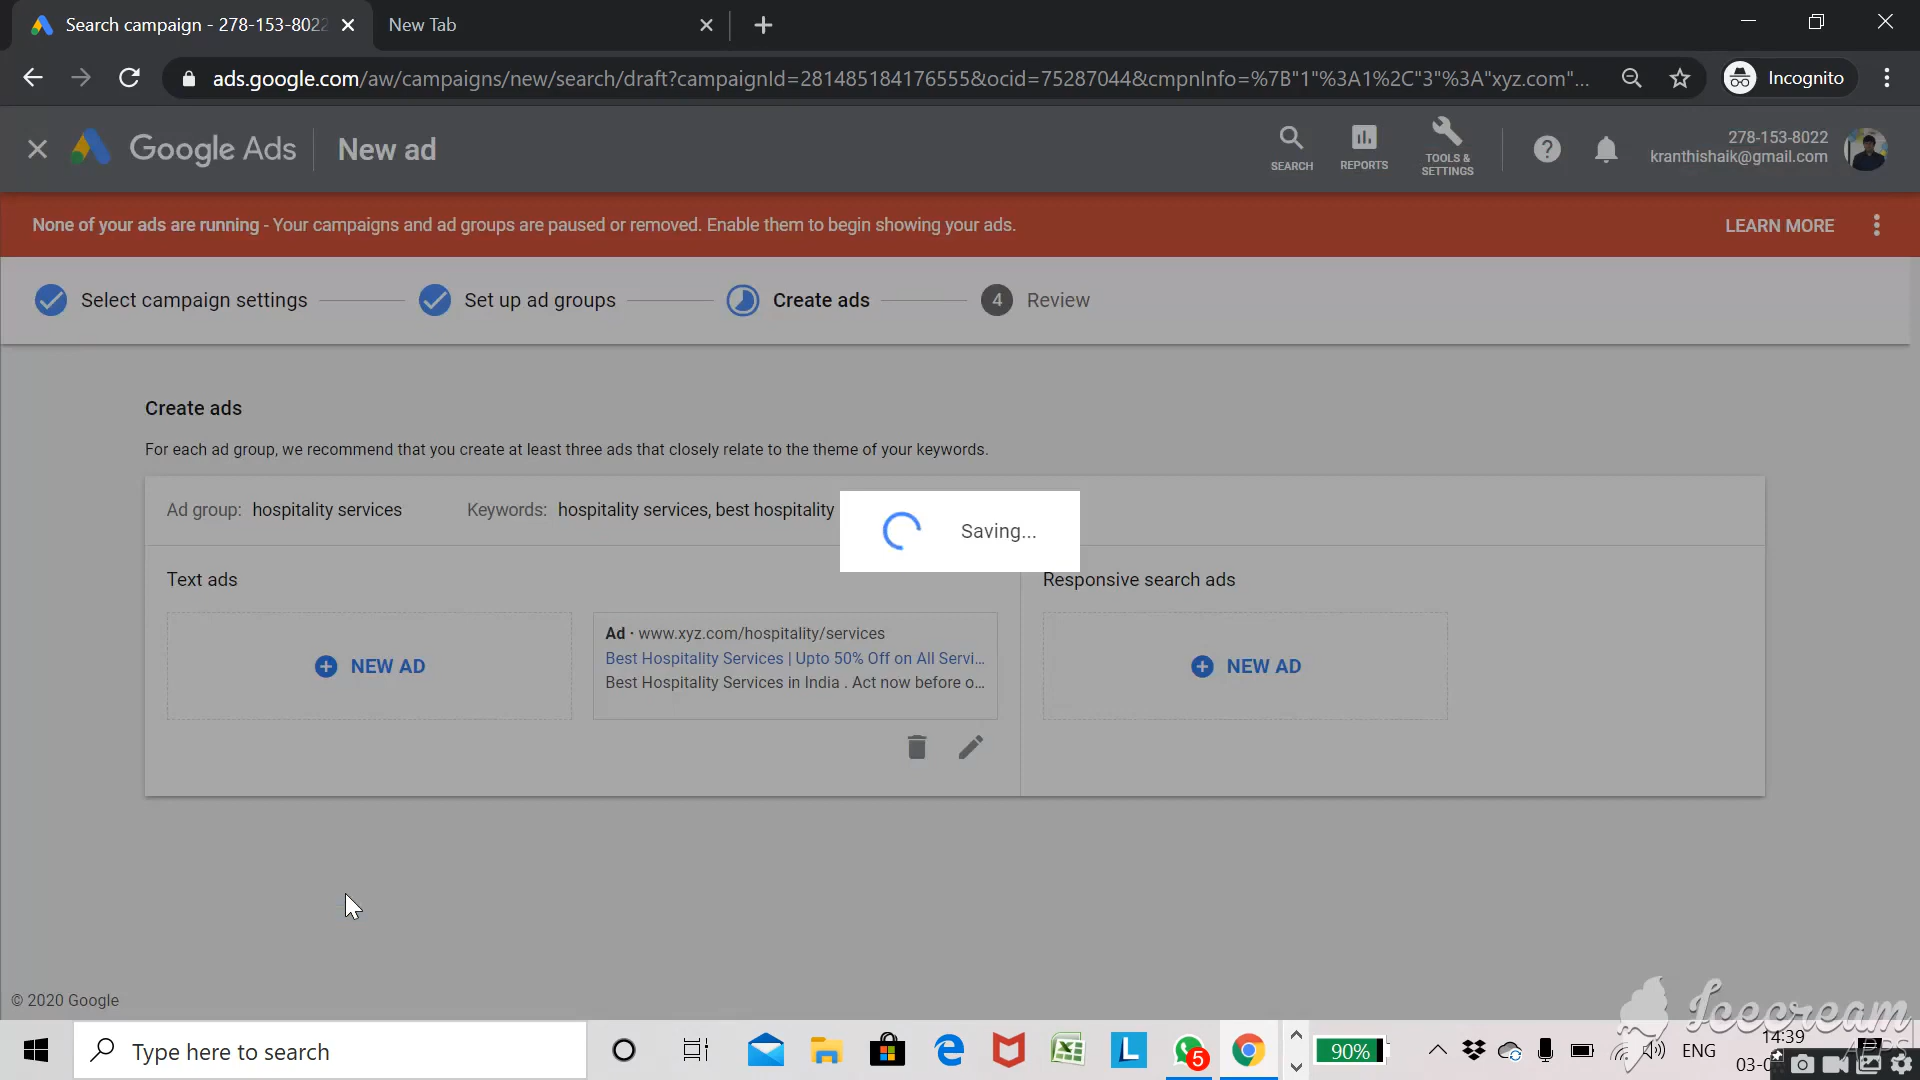 Search campaign - 278-153-8022
New Tab
ads.google.com/aw/campaigns/new/search/draft?campaignId=281485184176555&ocid=75287044&cmpnInfo=%7B"1"%3A1%2C"3"%3A"xyz.com"...
Incognito
Google Ads
New ad
SEARCH
REPORTS
TOOLS &
SETTINGS
278-153-8022
kranthishaik@gmail.com
None of your ads are running - Your campaigns and ad groups are paused or removed. Enable them to begin showing your ads.
LEARN MORE
Select campaign settings
Set up ad groups
Create ads
4
Review
Create ads
For each ad group, we recommend that you create at least three ads that closely relate to the theme of your keywords.
Ad group: hospitality services
Keywords: hospitality services, best hospitality
Saving...
Text ads
Responsive search ads
NEW AD
Ad · www.xyz.com/hospitality/services
Best Hospitality Services | Upto 50% Off on All Servi...
Best Hospitality Services in India . Act now before o...
NEW AD
© 2020 Google
Icecream
APPS
Type here to search
L
5
90%
ENG
14:39
03-0